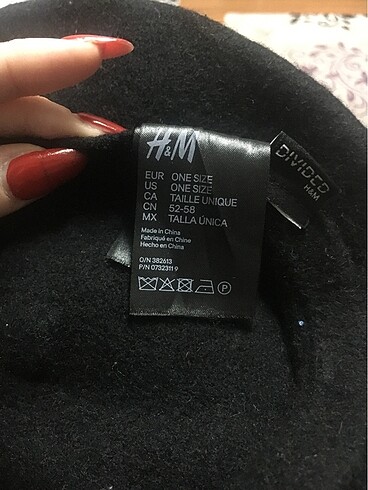 H&M
EUR ONE SIZE
US ONE SIZE
CA TAILLE UNIQUE
CN 52-58
MX TALLA ÚNICA
Made in China
Fabriqué en Chine
Hecho en China
O/N 382613
P/N 0732311 9
P
DIVIDED
H&M